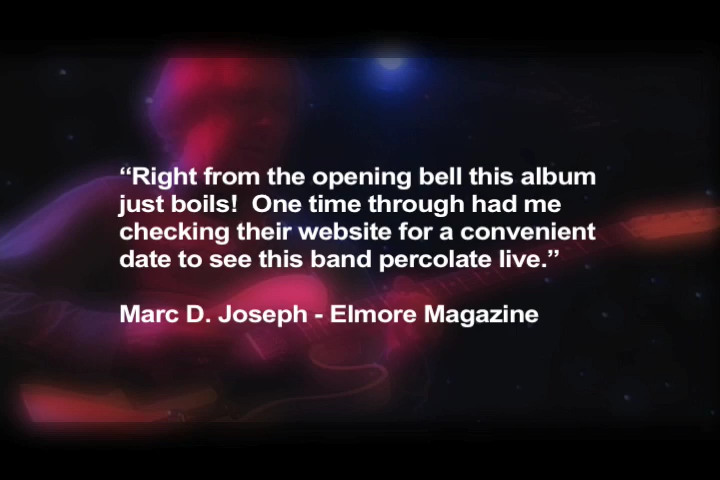 “Right from the opening bell this album
just boils!  One time through had me
checking their website for a convenient
date to see this band percolate live.”
Marc D. Joseph - Elmore Magazine